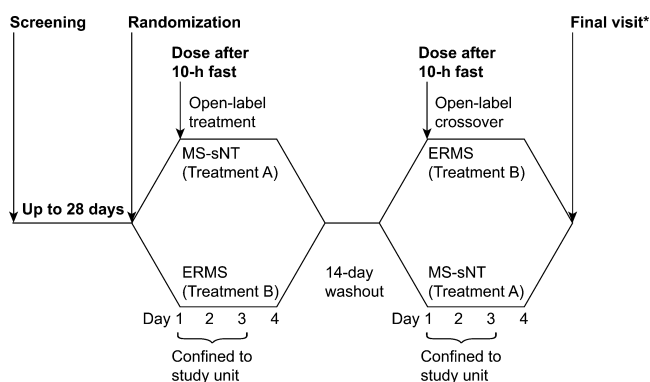 Screening
Randomization
Final visit*
Dose after
10-h fast
Dose after
10-h fast
Open-label
treatment
Open-label
crossover
MS-sNT
(Treatment A)
ERMS
(Treatment B)
Up to 28 days
ERMS
(Treatment B)
14-day
washout
MS-sNT
(Treatment A)
Day 1 2 3 4
Day 1 2 3 4
Confined to
study unit
Confined to
study unit